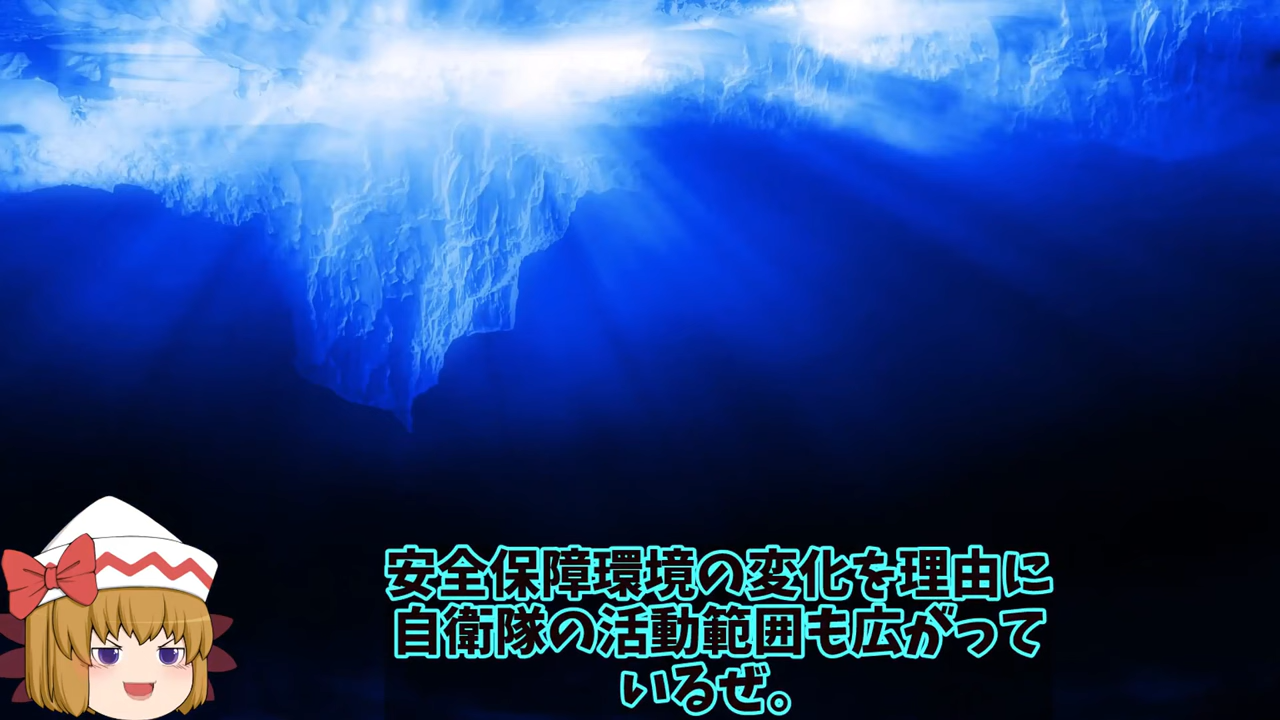 安全保障環境の変化を理由に
自衛隊の活動範囲も広がって
いるぜ。